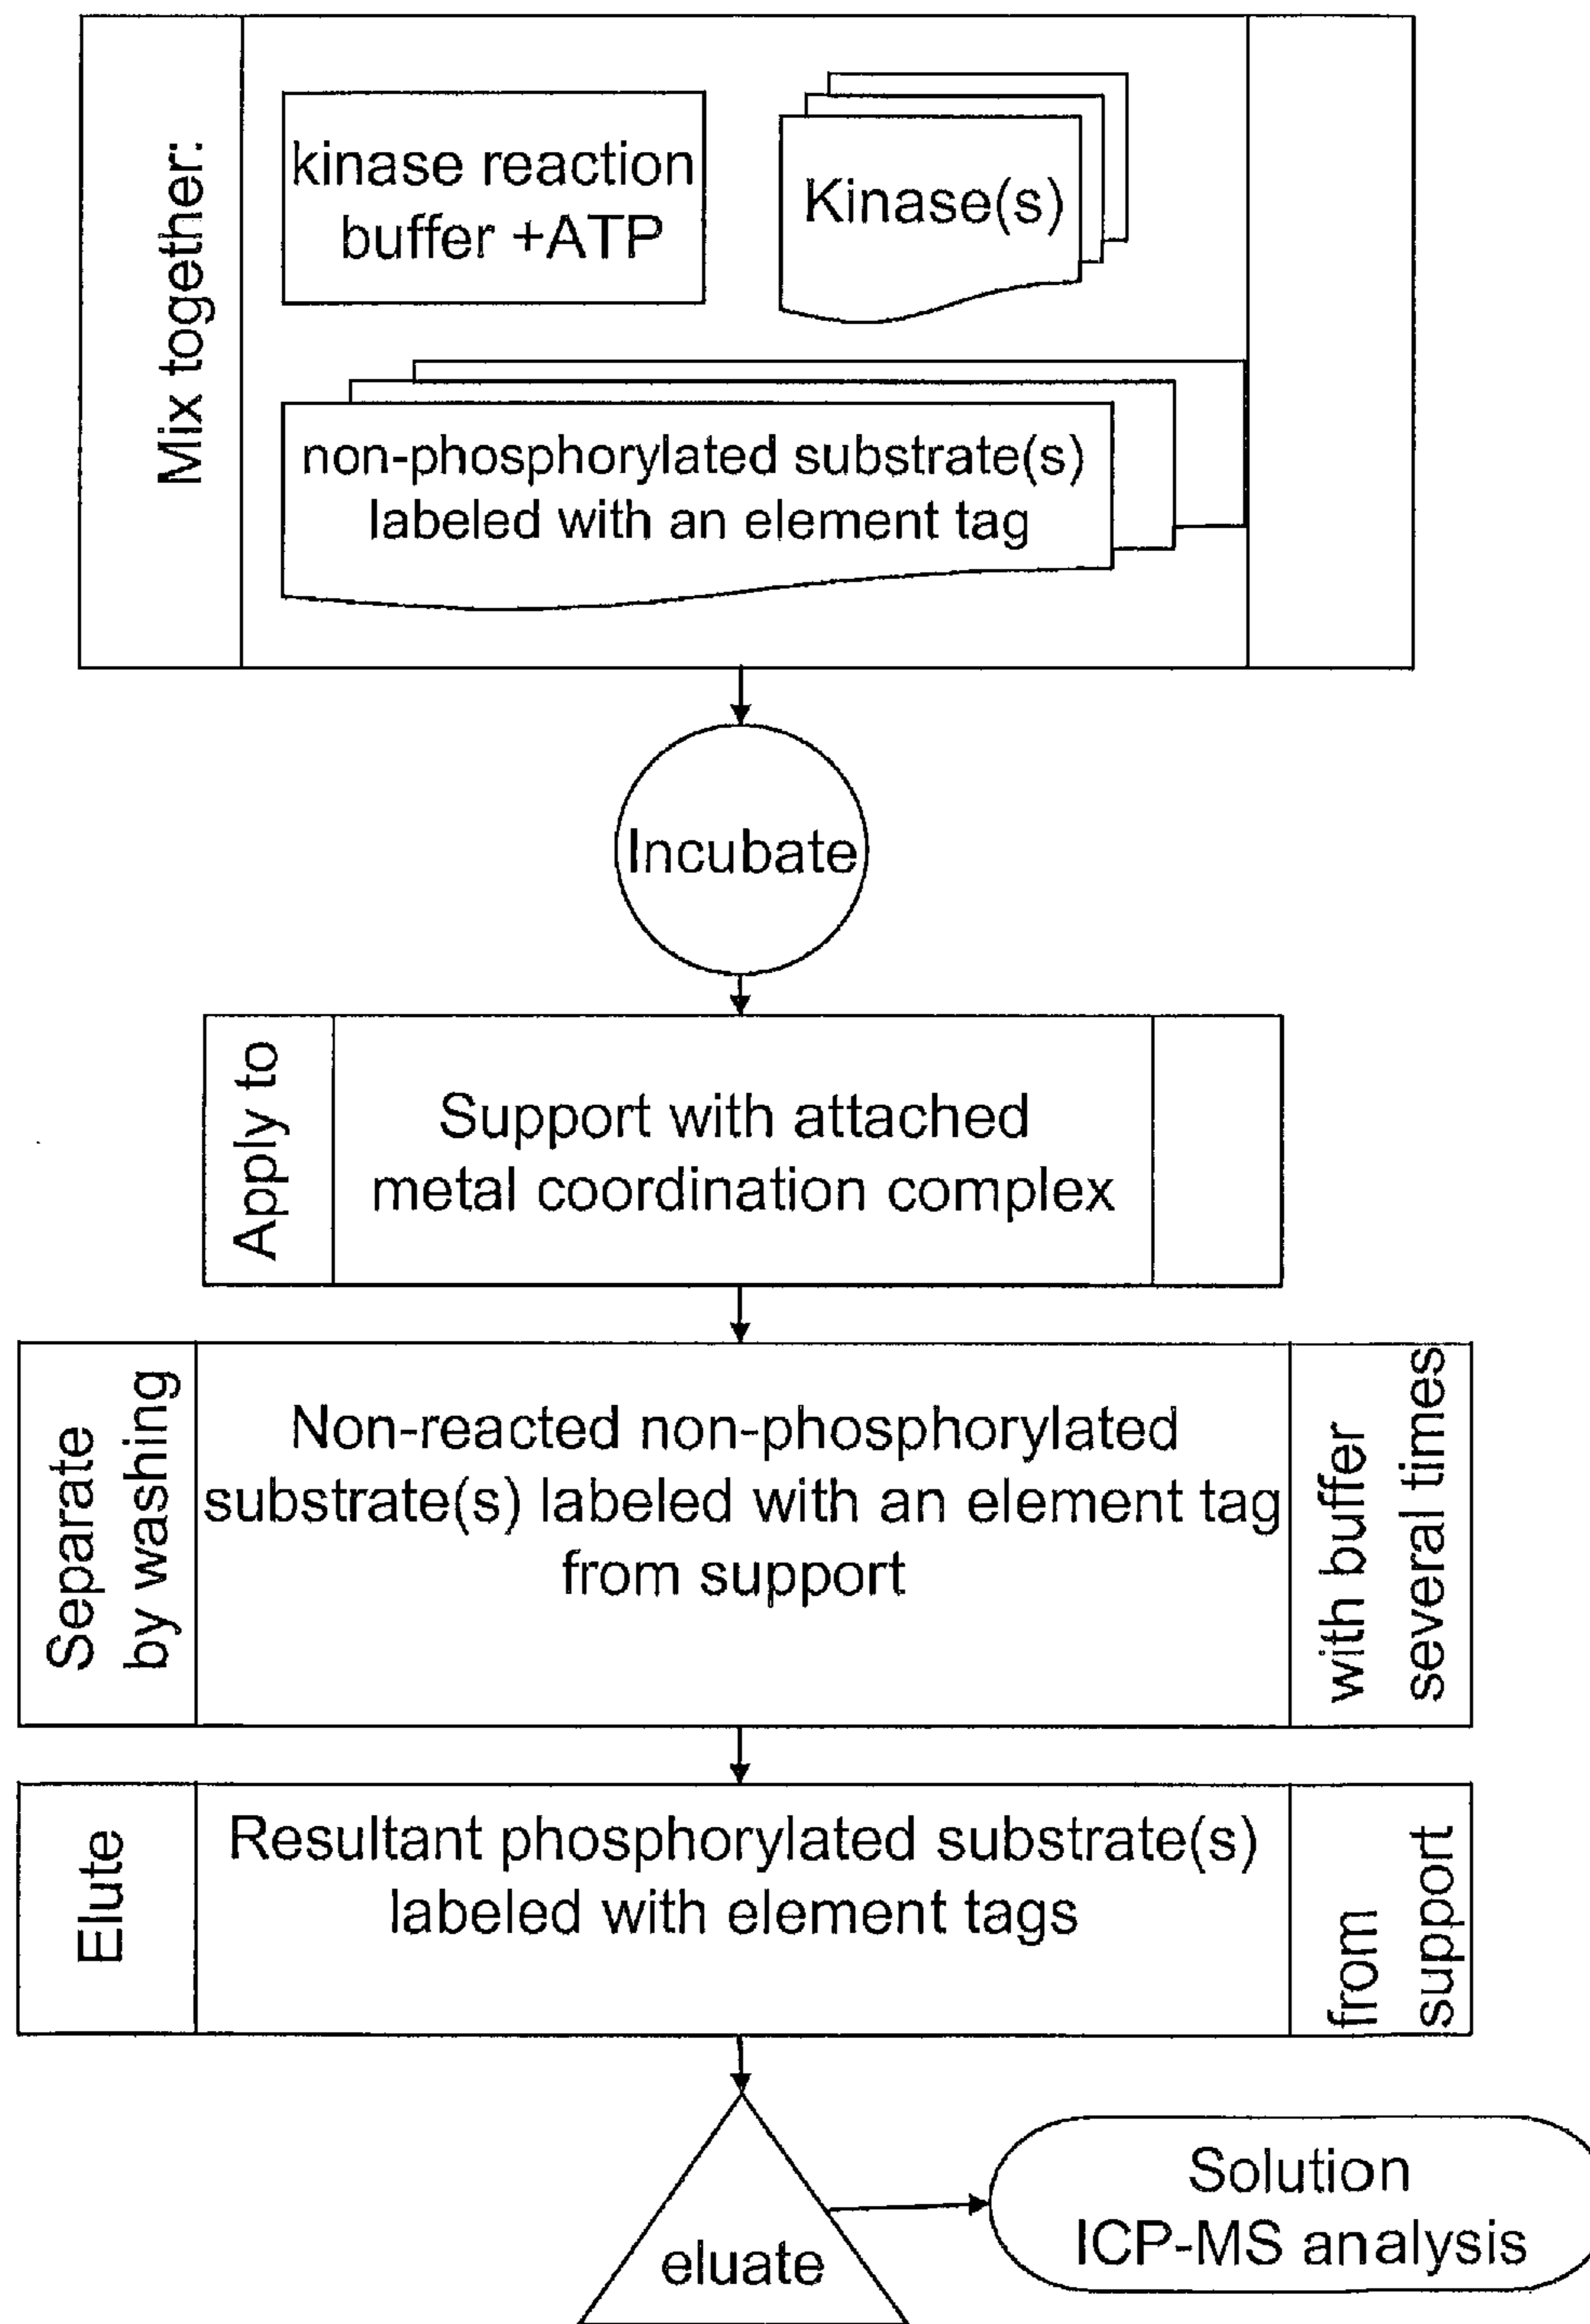 Mix together:
kinase reaction
buffer +ATP
Kinase(s)
non-phosphorylated substrate(s)
labeled with an element tag
Incubate
Apply to
Support with attached
metal coordination complex
Separate
by washing
Non-reacted non-phosphorylated
substrate(s) labeled with an element tag
from support
with buffer
several times
Elute
Resultant phosphorylated substrate(s)
labeled with element tags
from
support
eluate
Solution
ICP-MS analysis